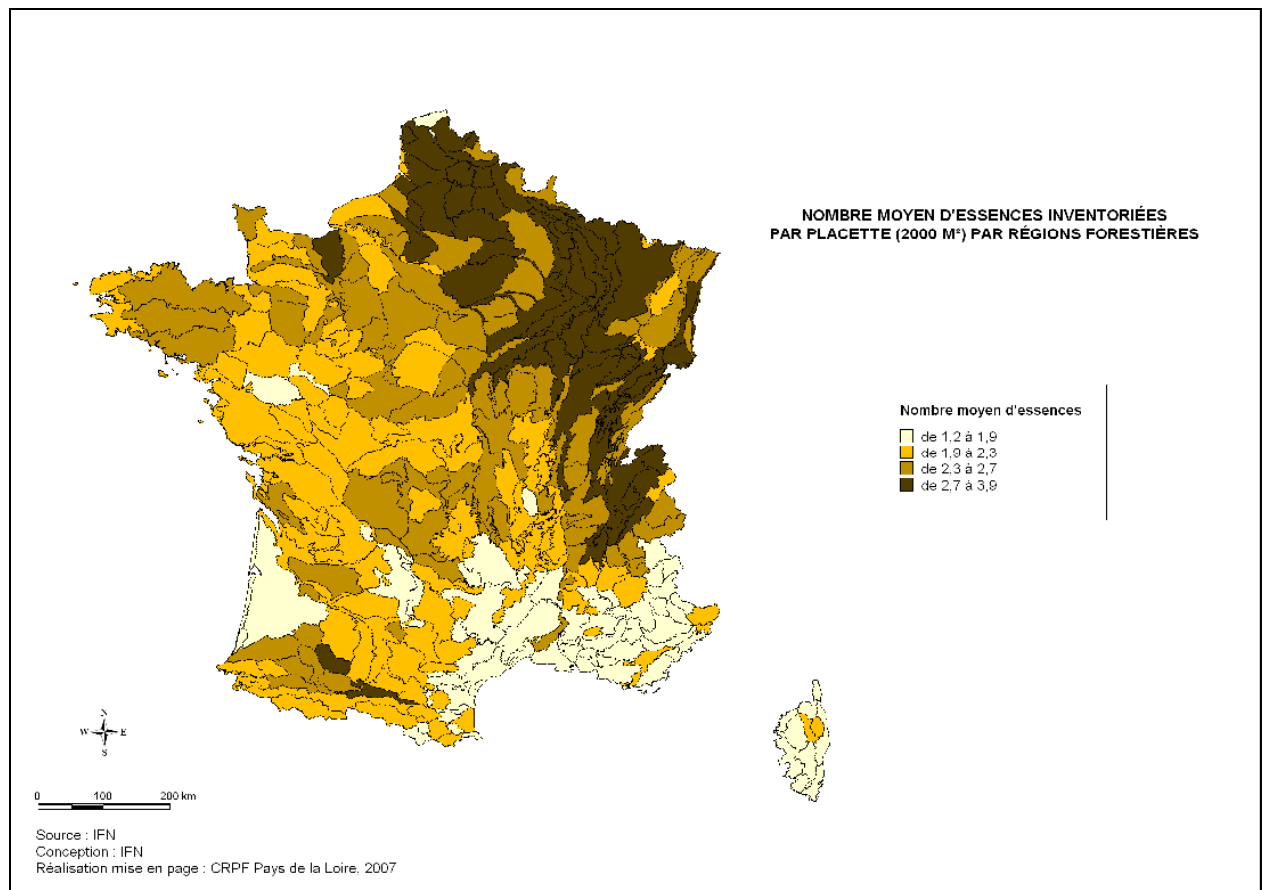 NOMBRE MOYEN D'ESSENCES INVENTORIÉES
PAR PLACETTE (2000 M²) PAR RÉGIONS FORESTIÈRES
Nombre moyen d'essences
de 1,2 à 1,9
de 1,9 à 2,3
de 2,3 à 2,7
de 2,7 à 3,9
N
W E
S
0 100 200 km
Source : IFN
Conception : IFN
Réalisation mise en page : CRPF Pays de la Loire, 2007